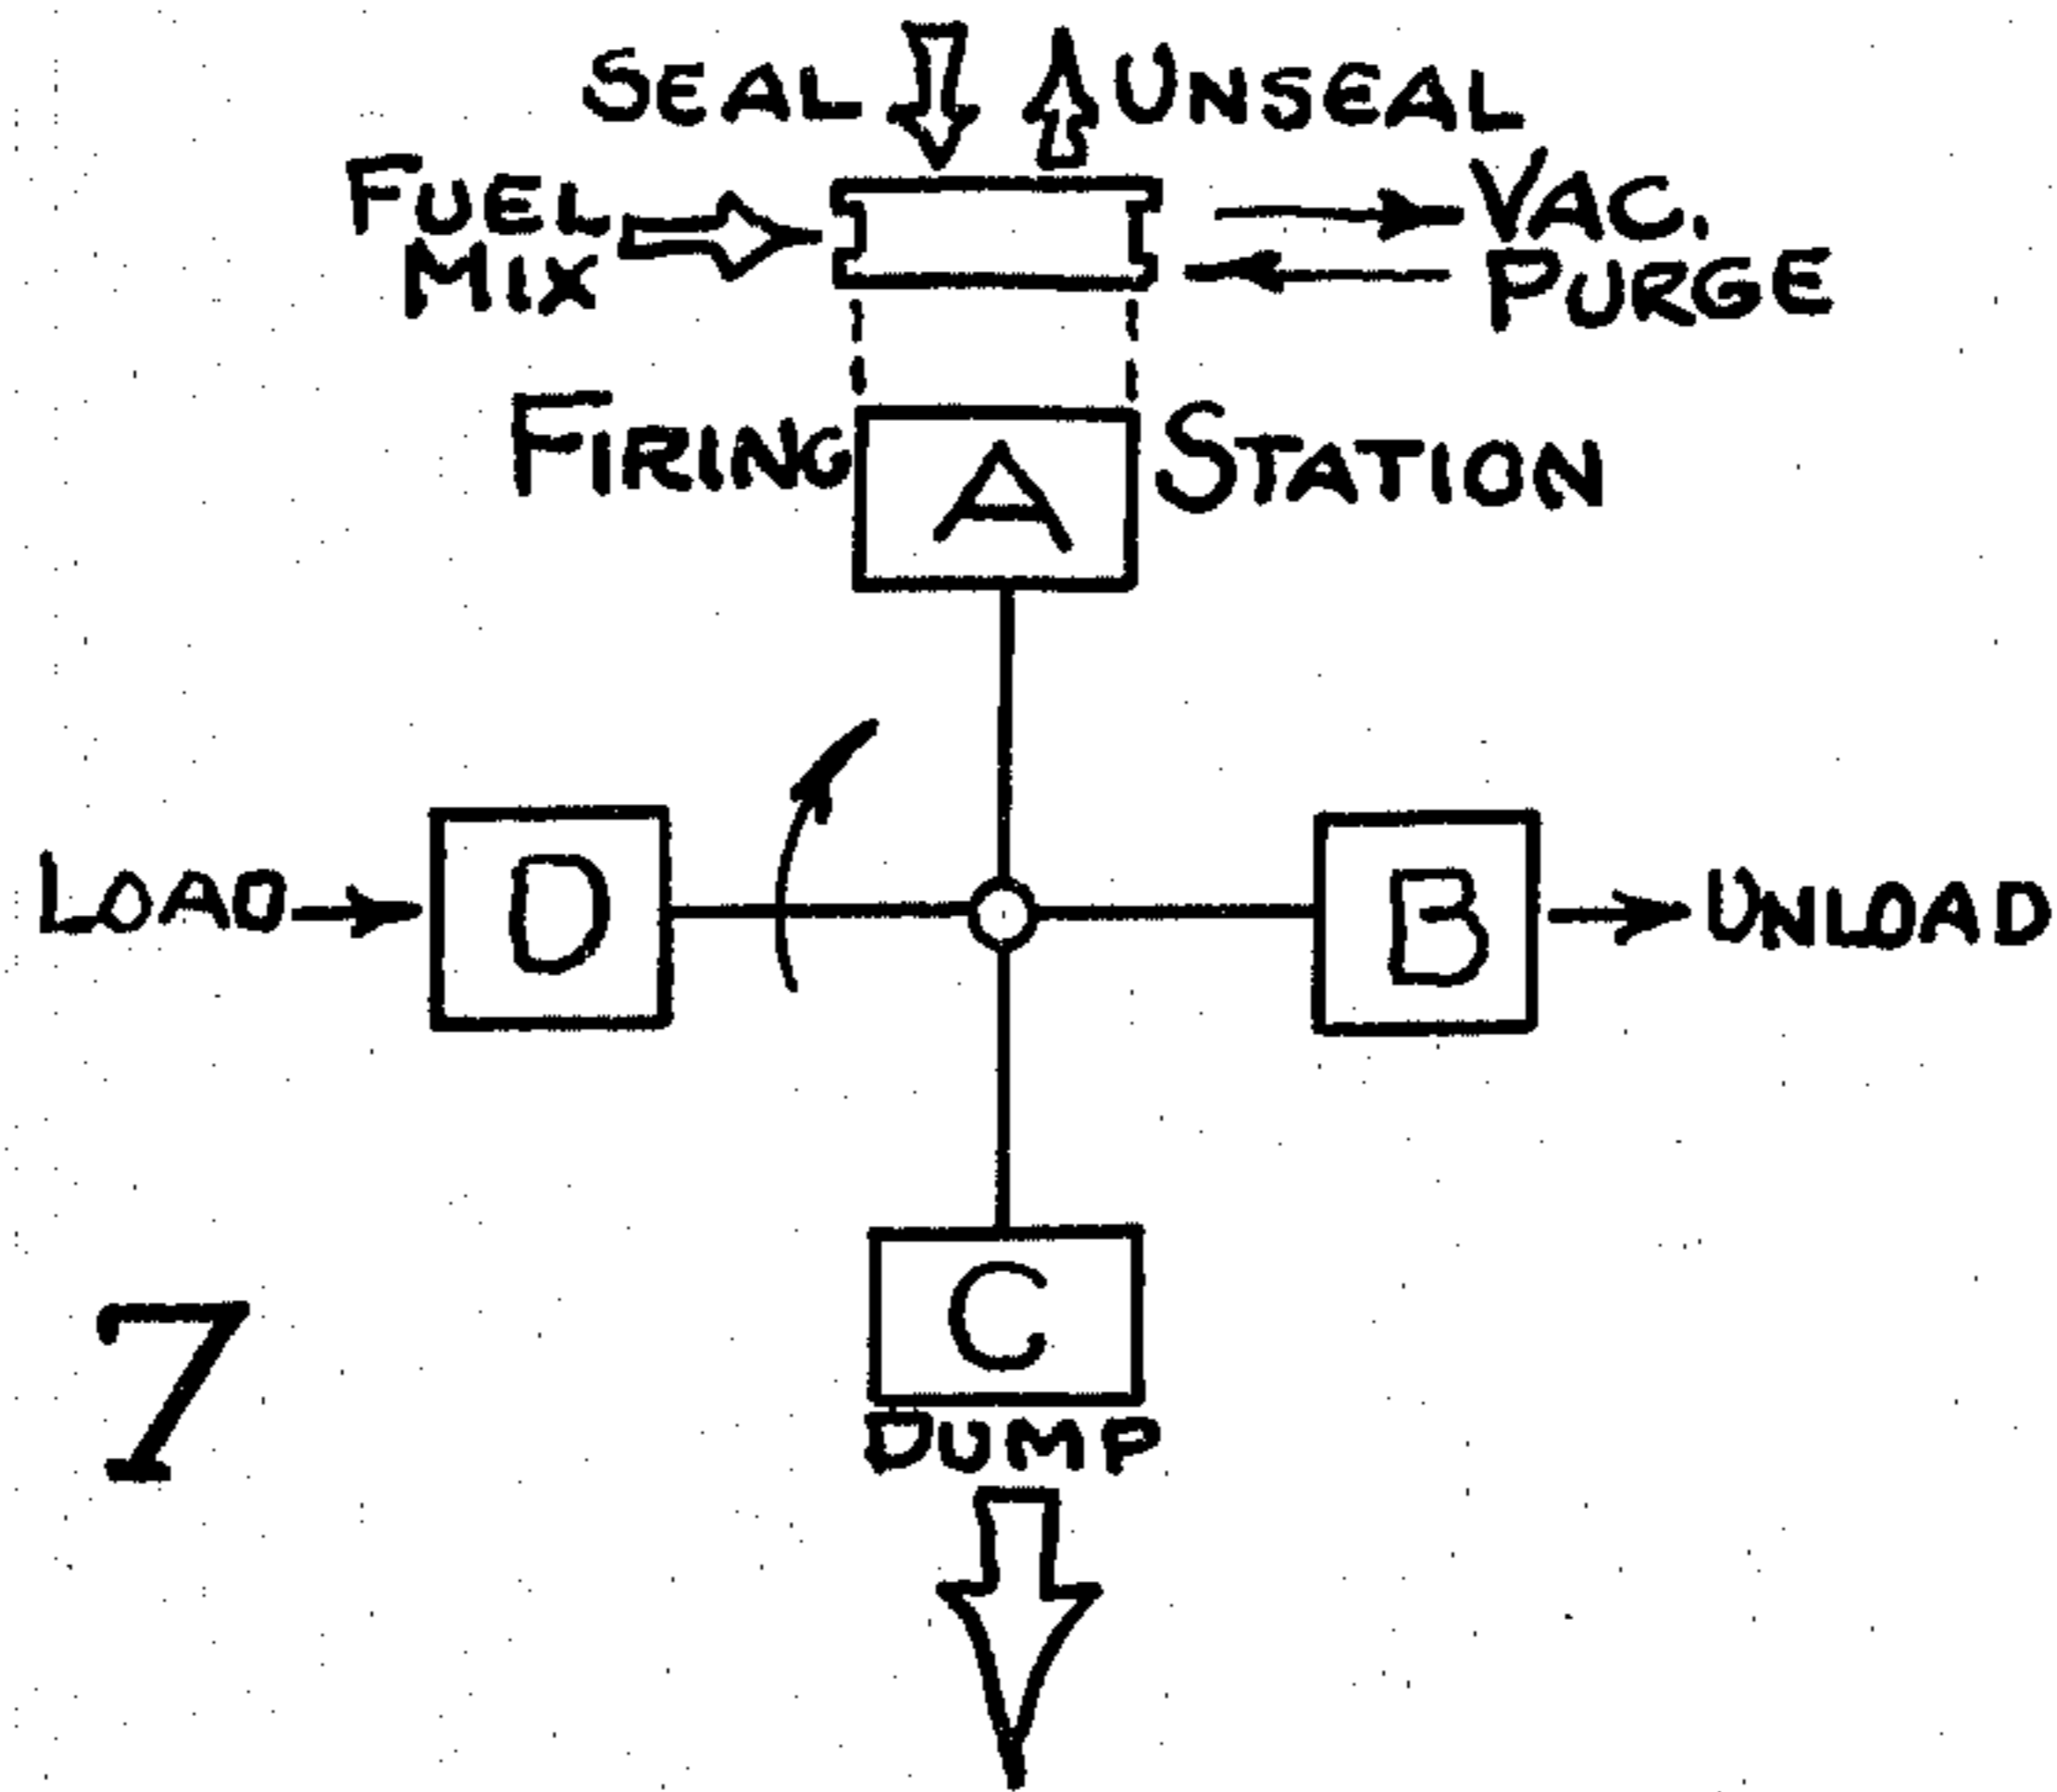 SEAL UNSEAL
FUEL MIX
VAC.
PURGE
FIRING A STATION
LOAD D B UNLOAD
C
DUMP
7